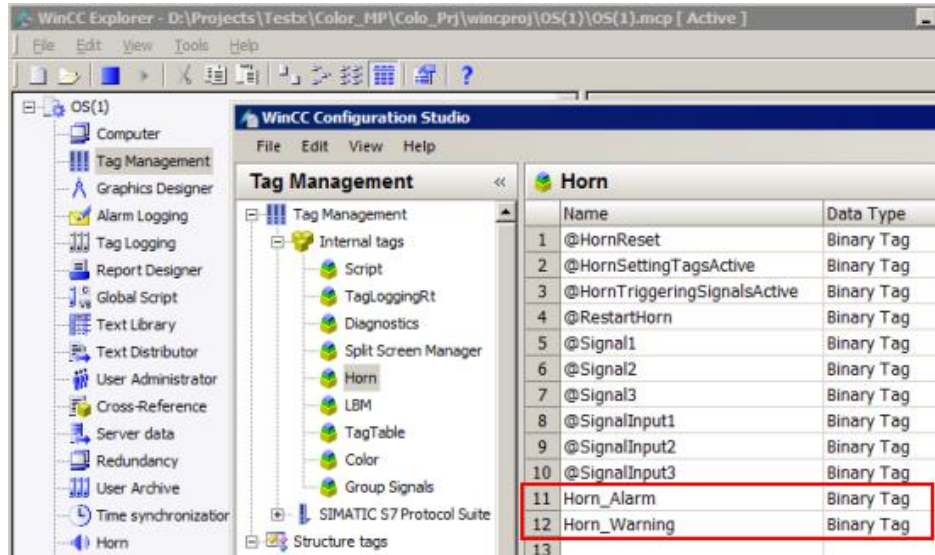 WinCC Explorer - D:\Projects\Testx\Color_MP\Colo_Prj\wincproj\OS(1)\OS(1).mcp [ Active ]
File Edit View Tools Help
OS(1)
Computer
Tag Management
Graphics Designer
Alarm Logging
Tag Logging
Report Designer
Global Script
Text Library
Text Distributor
User Administrator
Cross-Reference
Server data
Redundancy
User Archive
Time synchronization
Horn
WinCC Configuration Studio
File Edit View Help
Tag Management «
Tag Management
Internal tags
Script
TagLoggingRt
Diagnostics
Split Screen Manager
Horn
LBM
TagTable
Color
Group Signals
SIMATIC S7 Protocol Suite
Structure tags
Horn
Name Data Type
1 @HornReset Binary Tag
2 @HornSettingTagsActive Binary Tag
3 @HornTriggeringSignalsActive Binary Tag
4 @RestartHorn Binary Tag
5 @Signal1 Binary Tag
6 @Signal2 Binary Tag
7 @Signal3 Binary Tag
8 @SignalInput1 Binary Tag
9 @SignalInput2 Binary Tag
10 @SignalInput3 Binary Tag
11 Horn_Alarm Binary Tag
12 Horn_Warning Binary Tag
13